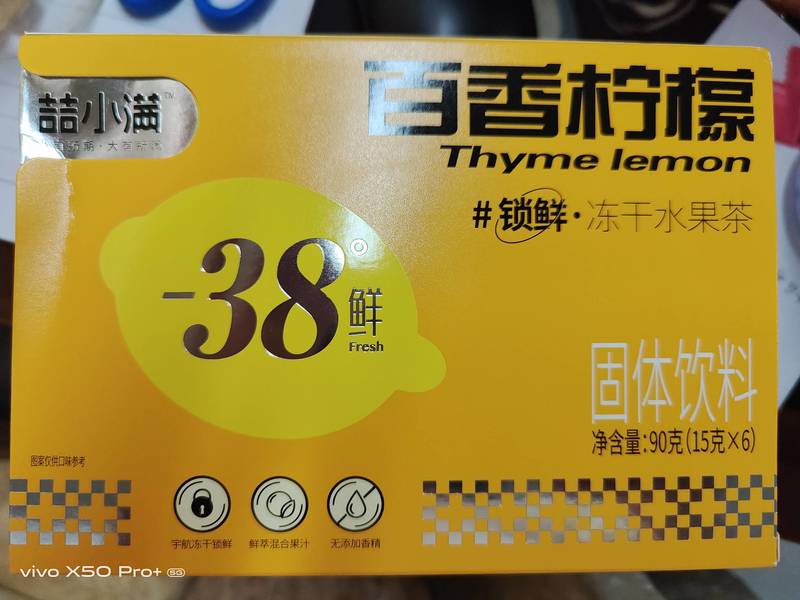 喆小满
TM
百香柠檬
Thyme lemon
#锁鲜·冻干水果茶
-38°
鲜
Fresh
固体饮料
净含量:90克(15克×6)
图案仅供口味参考
宇航冻干锁鲜
鲜萃混合果汁
无添加香精
vivo X50 Pro+ 5G